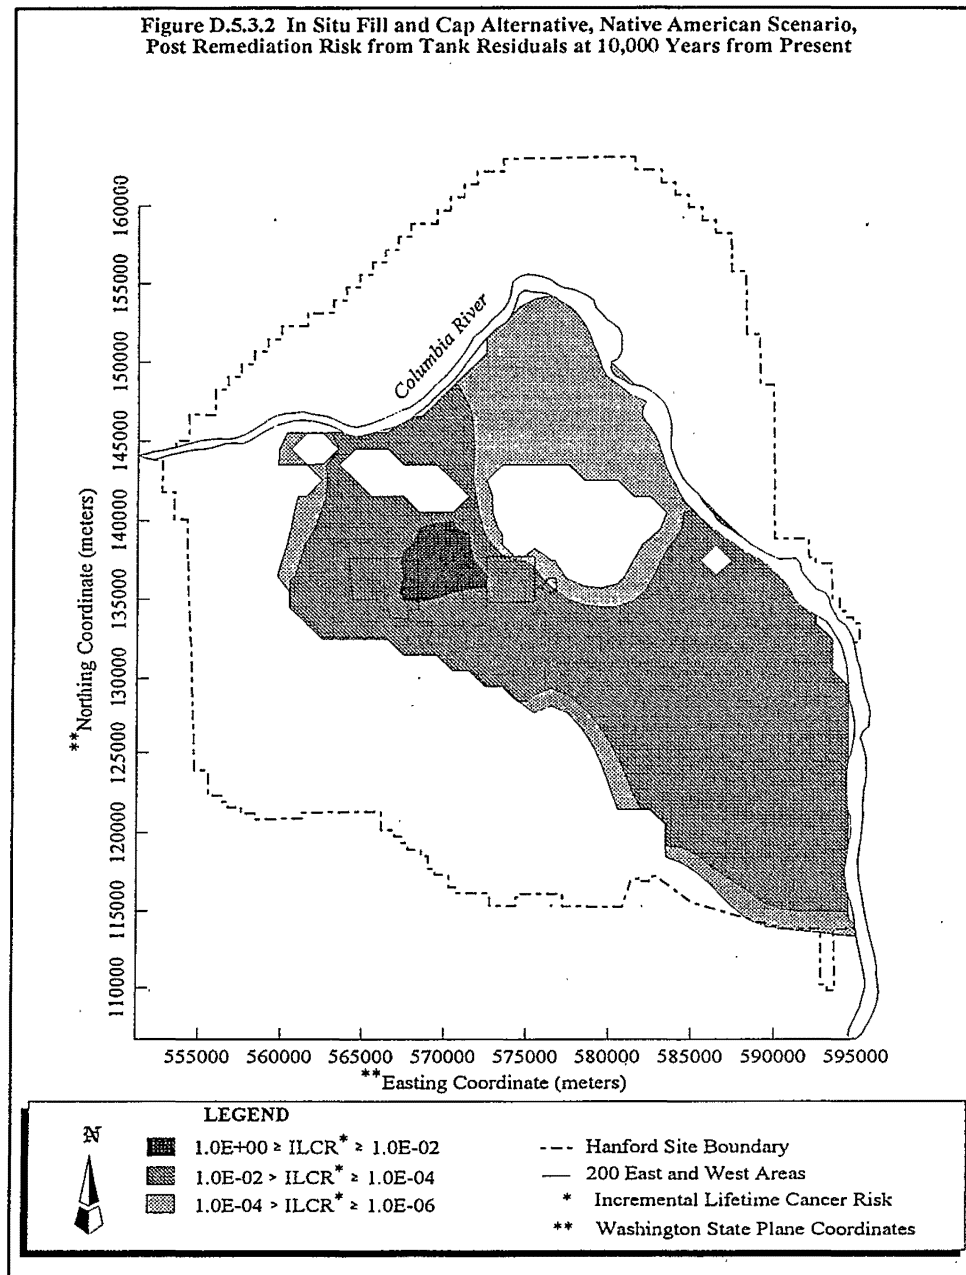 Figure D.5.3.2 In Situ Fill and Cap Alternative, Native American Scenario,
Post Remediation Risk from Tank Residuals at 10,000 Years from Present
160000
155000
150000
145000
140000
135000
130000
125000
120000
115000
110000
**Northing Coordinate (meters)
Columbia River
555000 560000 565000 570000 575000 580000 585000 590000 595000
**Easting Coordinate (meters)
LEGEND
N
1.0E+00 ≥ ILCR* ≥ 1.0E-02
1.0E-02 > ILCR* ≥ 1.0E-04
1.0E-04 > ILCR* ≥ 1.0E-06
Hanford Site Boundary
200 East and West Areas
* Incremental Lifetime Cancer Risk
** Washington State Plane Coordinates